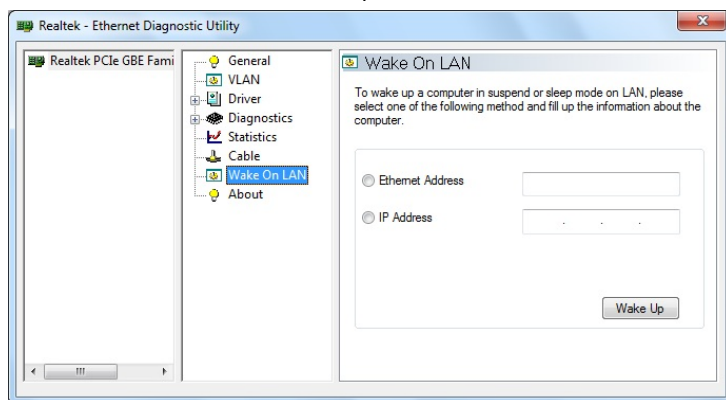 Realtek - Ethernet Diagnostic Utility
Realtek PCIe GBE Fami
General
VLAN
Driver
Diagnostics
Statistics
Cable
Wake On LAN
About
Wake On LAN
To wake up a computer in suspend or sleep mode on LAN, please
select one of the following method and fill up the information about the
computer.
Ethernet Address
IP Address
. . .
Wake Up